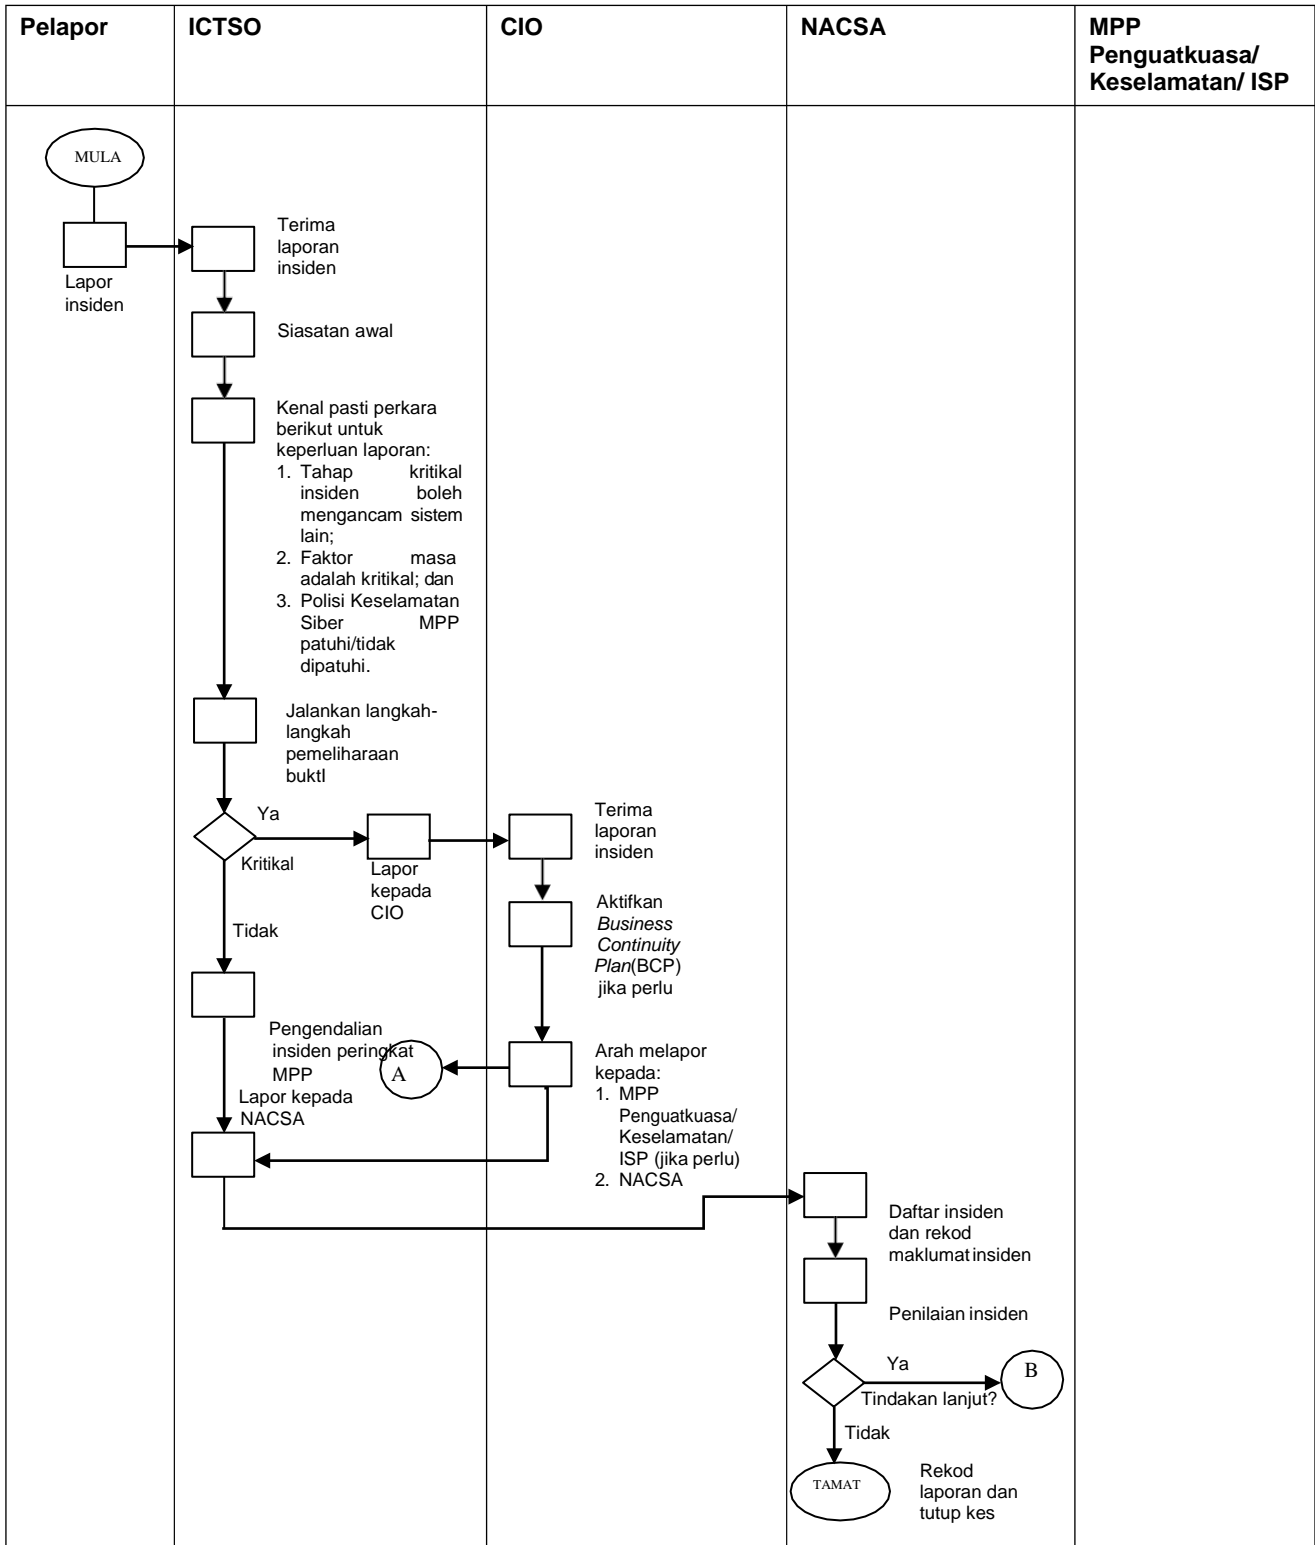 Pelapor
ICTSO
CIO
NACSA
MPP
Penguatkuasa/
Keselamatan/ ISP
MULA
Lapor
insiden
Terima
laporan
insiden
Siasatan awal
Kenal pasti perkara
berikut untuk
keperluan laporan:
1. Tahap kritikal
insiden boleh
mengancam sistem
lain;
2. Faktor masa
adalah kritikal; dan
3. Polisi Keselamatan
Siber MPP
patuhi/tidak
dipatuhi.
Jalankan langkah-
langkah
pemeliharaan
buktI
Ya
Kritikal
Tidak
Lapor
kepada
CIO
Terima
laporan
insiden
Aktifkan
Business
Continuity
Plan(BCP)
jika perlu
Pengendalian
insiden peringkat
MPP
A
Lapor kepada
NACSA
Arah melapor
kepada:
1. MPP
Penguatkuasa/
Keselamatan/
ISP (jika perlu)
2. NACSA
Daftar insiden
dan rekod
maklumat insiden
Penilaian insiden
Ya
B
Tindakan lanjut?
Tidak
TAMAT
Rekod
laporan dan
tutup kes